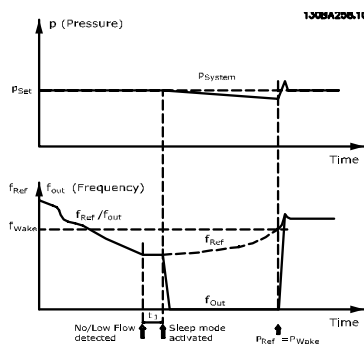 130BA256.10
p (Pressure)
PSystem
PSet
Time
fRef
fout (Frequency)
fRef/fout
fWake
fRef
fOut
t1
Time
No/Low Flow
detected
Sleep mode
activated
PRef =PWake